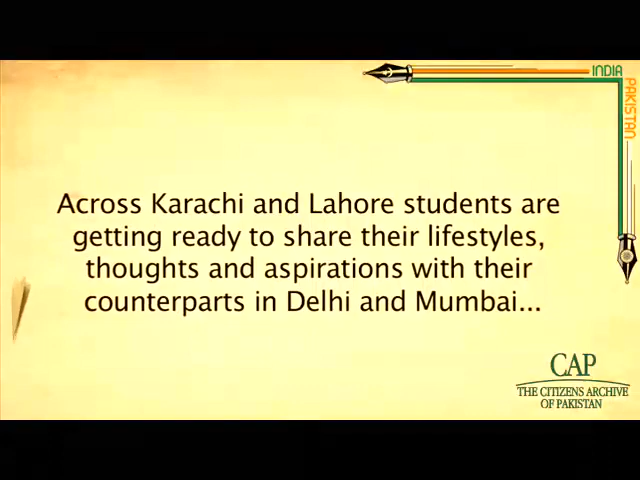 INDIA
PAKISTAN
Across Karachi and Lahore students are
getting ready to share their lifestyles,
thoughts and aspirations with their
counterparts in Delhi and Mumbai...
CAP
THE CITIZENS ARCHIVE
OF PAKISTAN